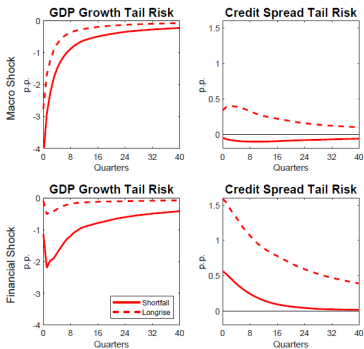 GDP Growth Tail Risk
Credit Spread Tail Risk
Macro Shock
p.p.
0
-1
-2
-3
-4
0 8 16 24 32 40
Quarters
p.p.
1.5
1
0.5
0
0 8 16 24 32 40
Quarters
GDP Growth Tail Risk
Credit Spread Tail Risk
Financial Shock
p.p.
0
-1
-2
-3
-4
Shortfall
Longrise
0 8 16 24 32 40
Quarters
p.p.
1.5
1
0.5
0
0 8 16 24 32 40
Quarters